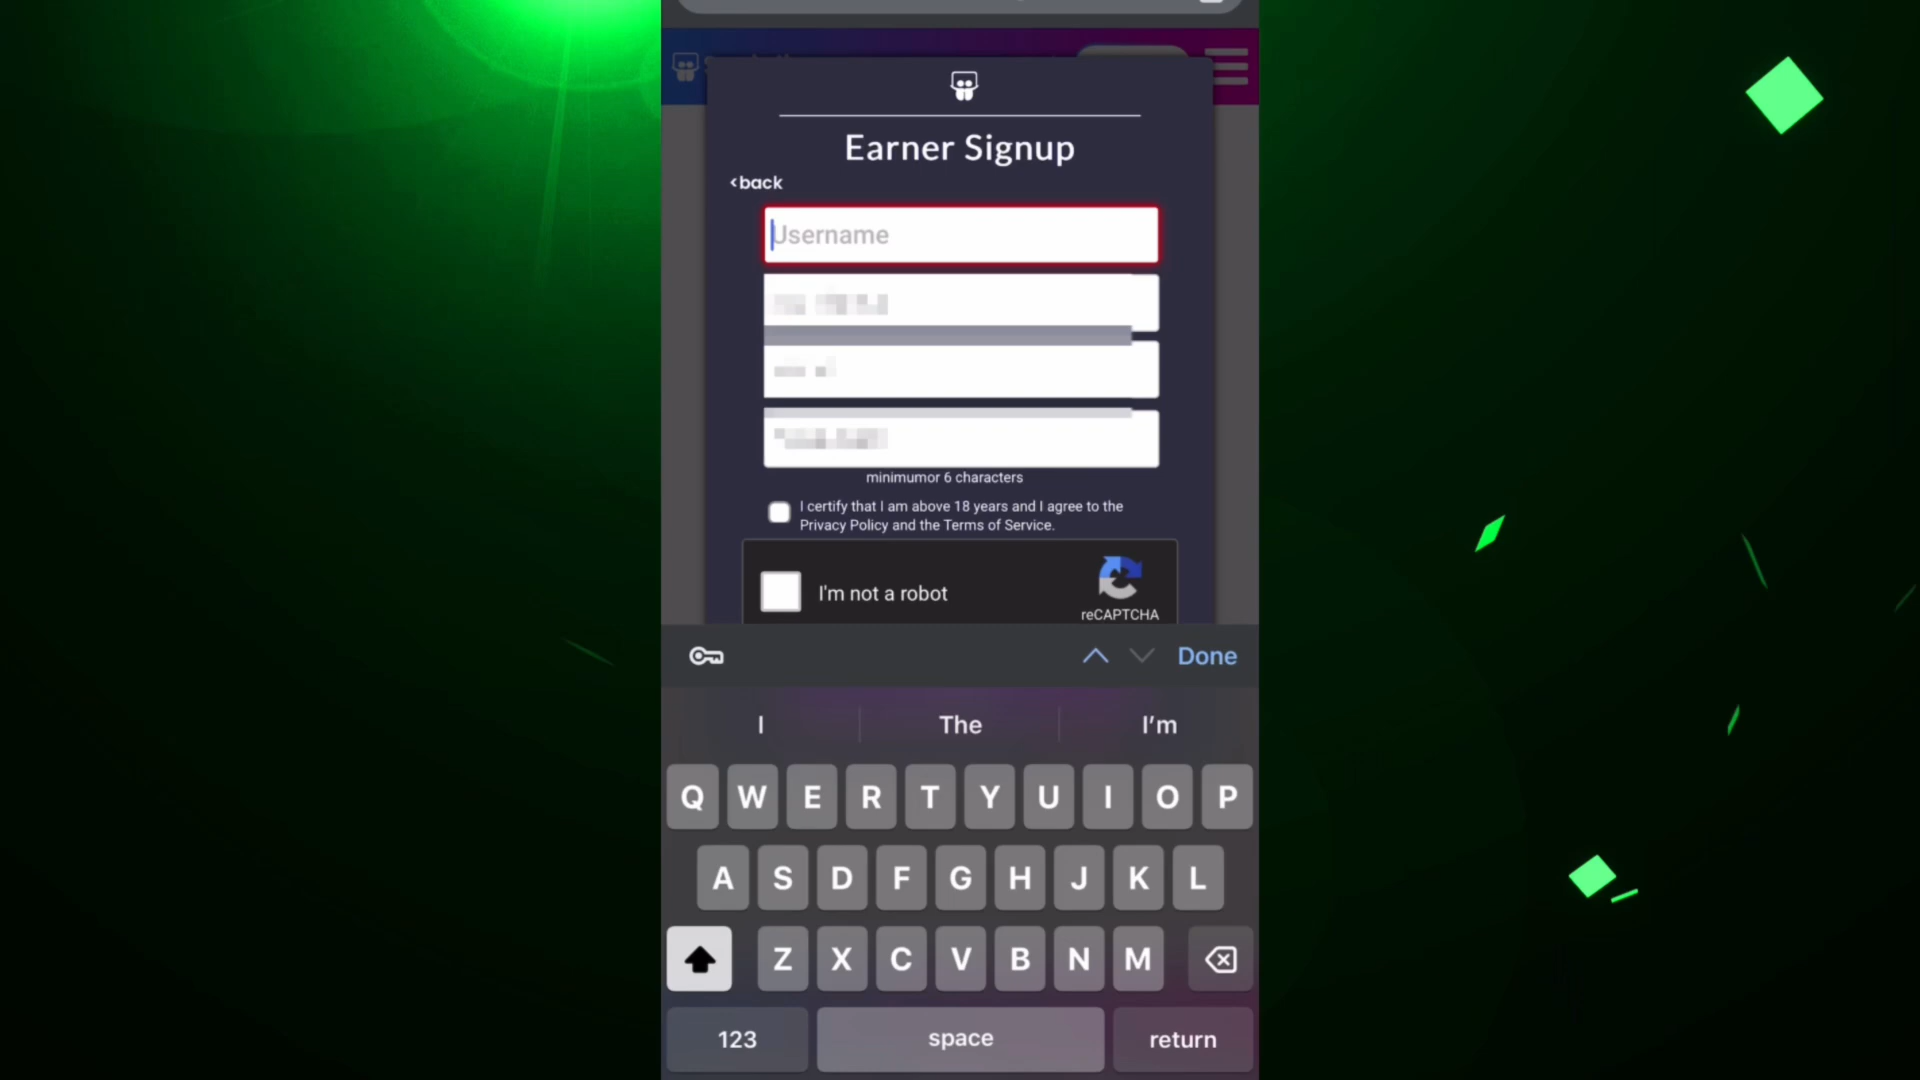 Earner Signup
<back
Username
minimumor 6 characters
I certify that I am above 18 years and I agree to the
Privacy Policy and the Terms of Service.
I'm not a robot
reCAPTCHA
Done
I The I'm
Q W E R T Y U I O P
A S D F G H J K L
Z X C V B N M
123 space return